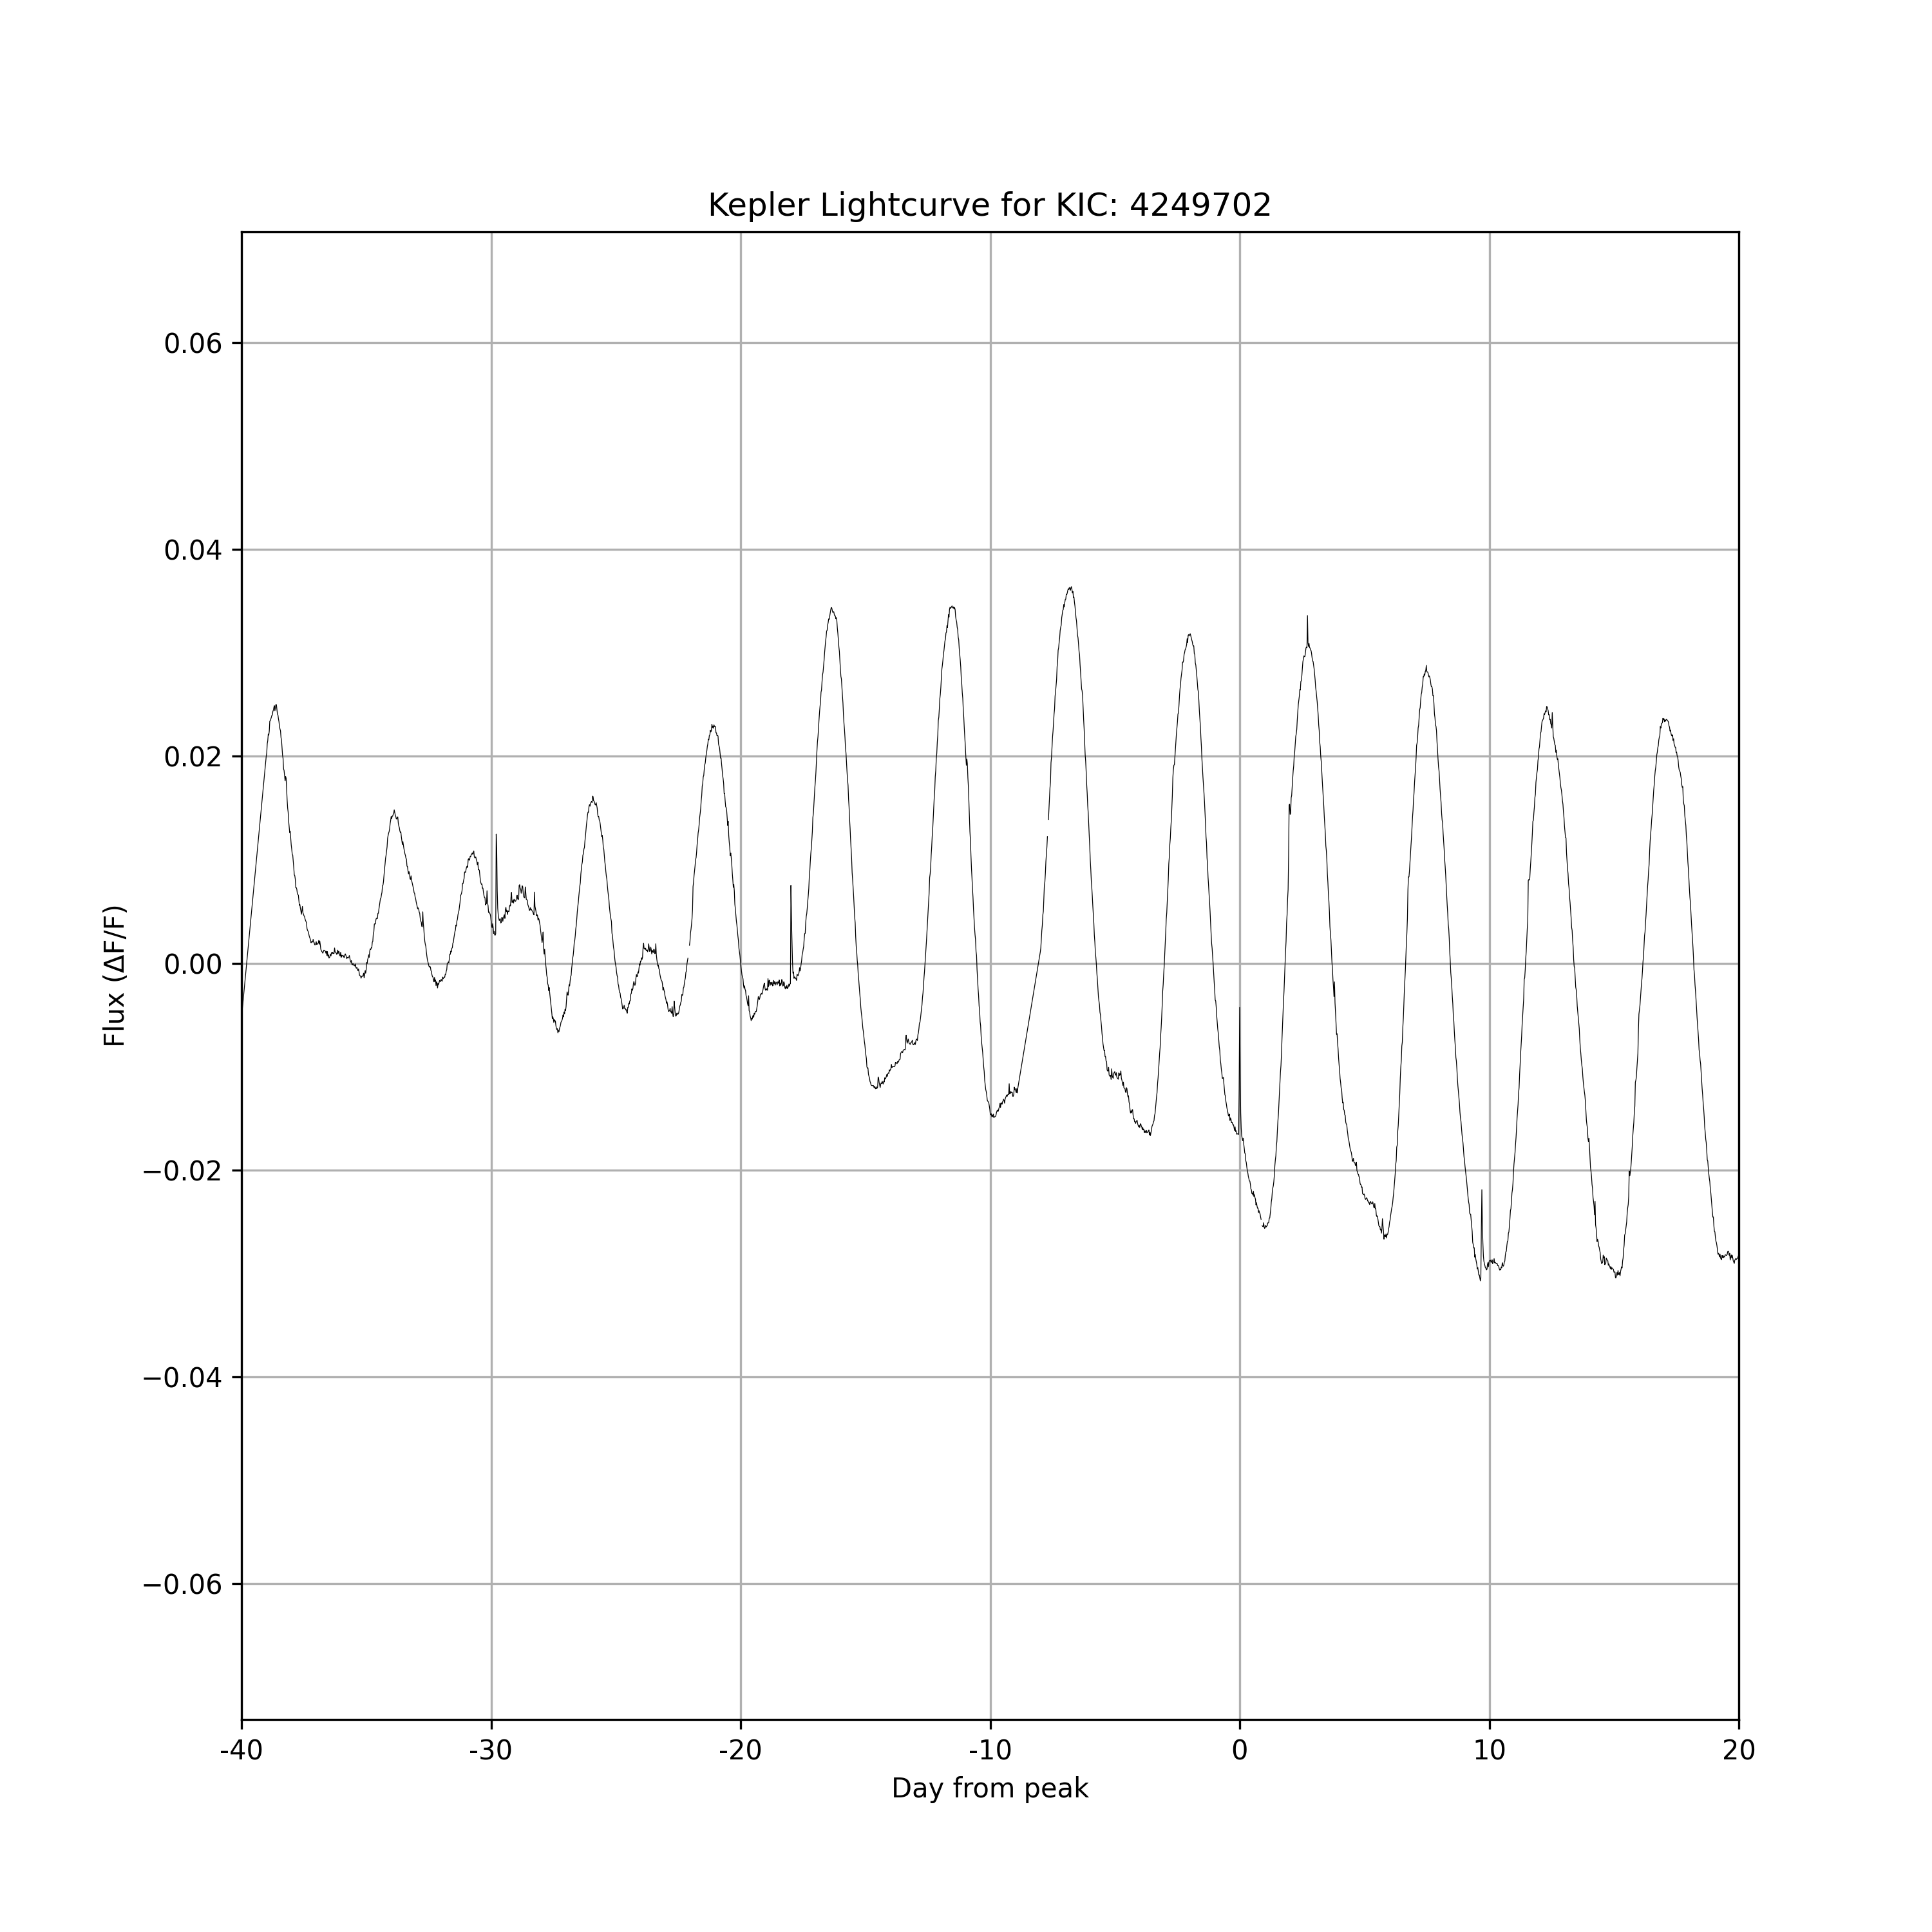 Kepler Lightcurve for KIC: 4249702
Flux (ΔF/F)
0.06
0.04
0.02
0.00
−0.02
−0.04
−0.06
-40 -30 -20 -10 0 10 20
Day from peak